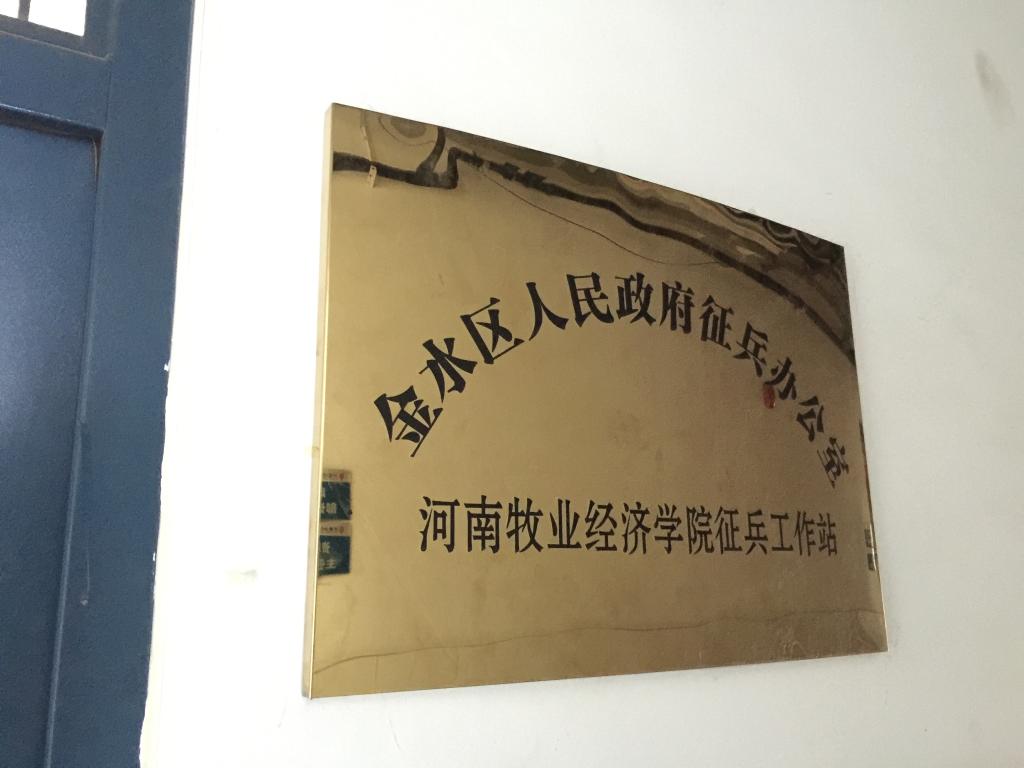 金水区人民政府征兵办公室
河南牧业经济学院征兵工作站